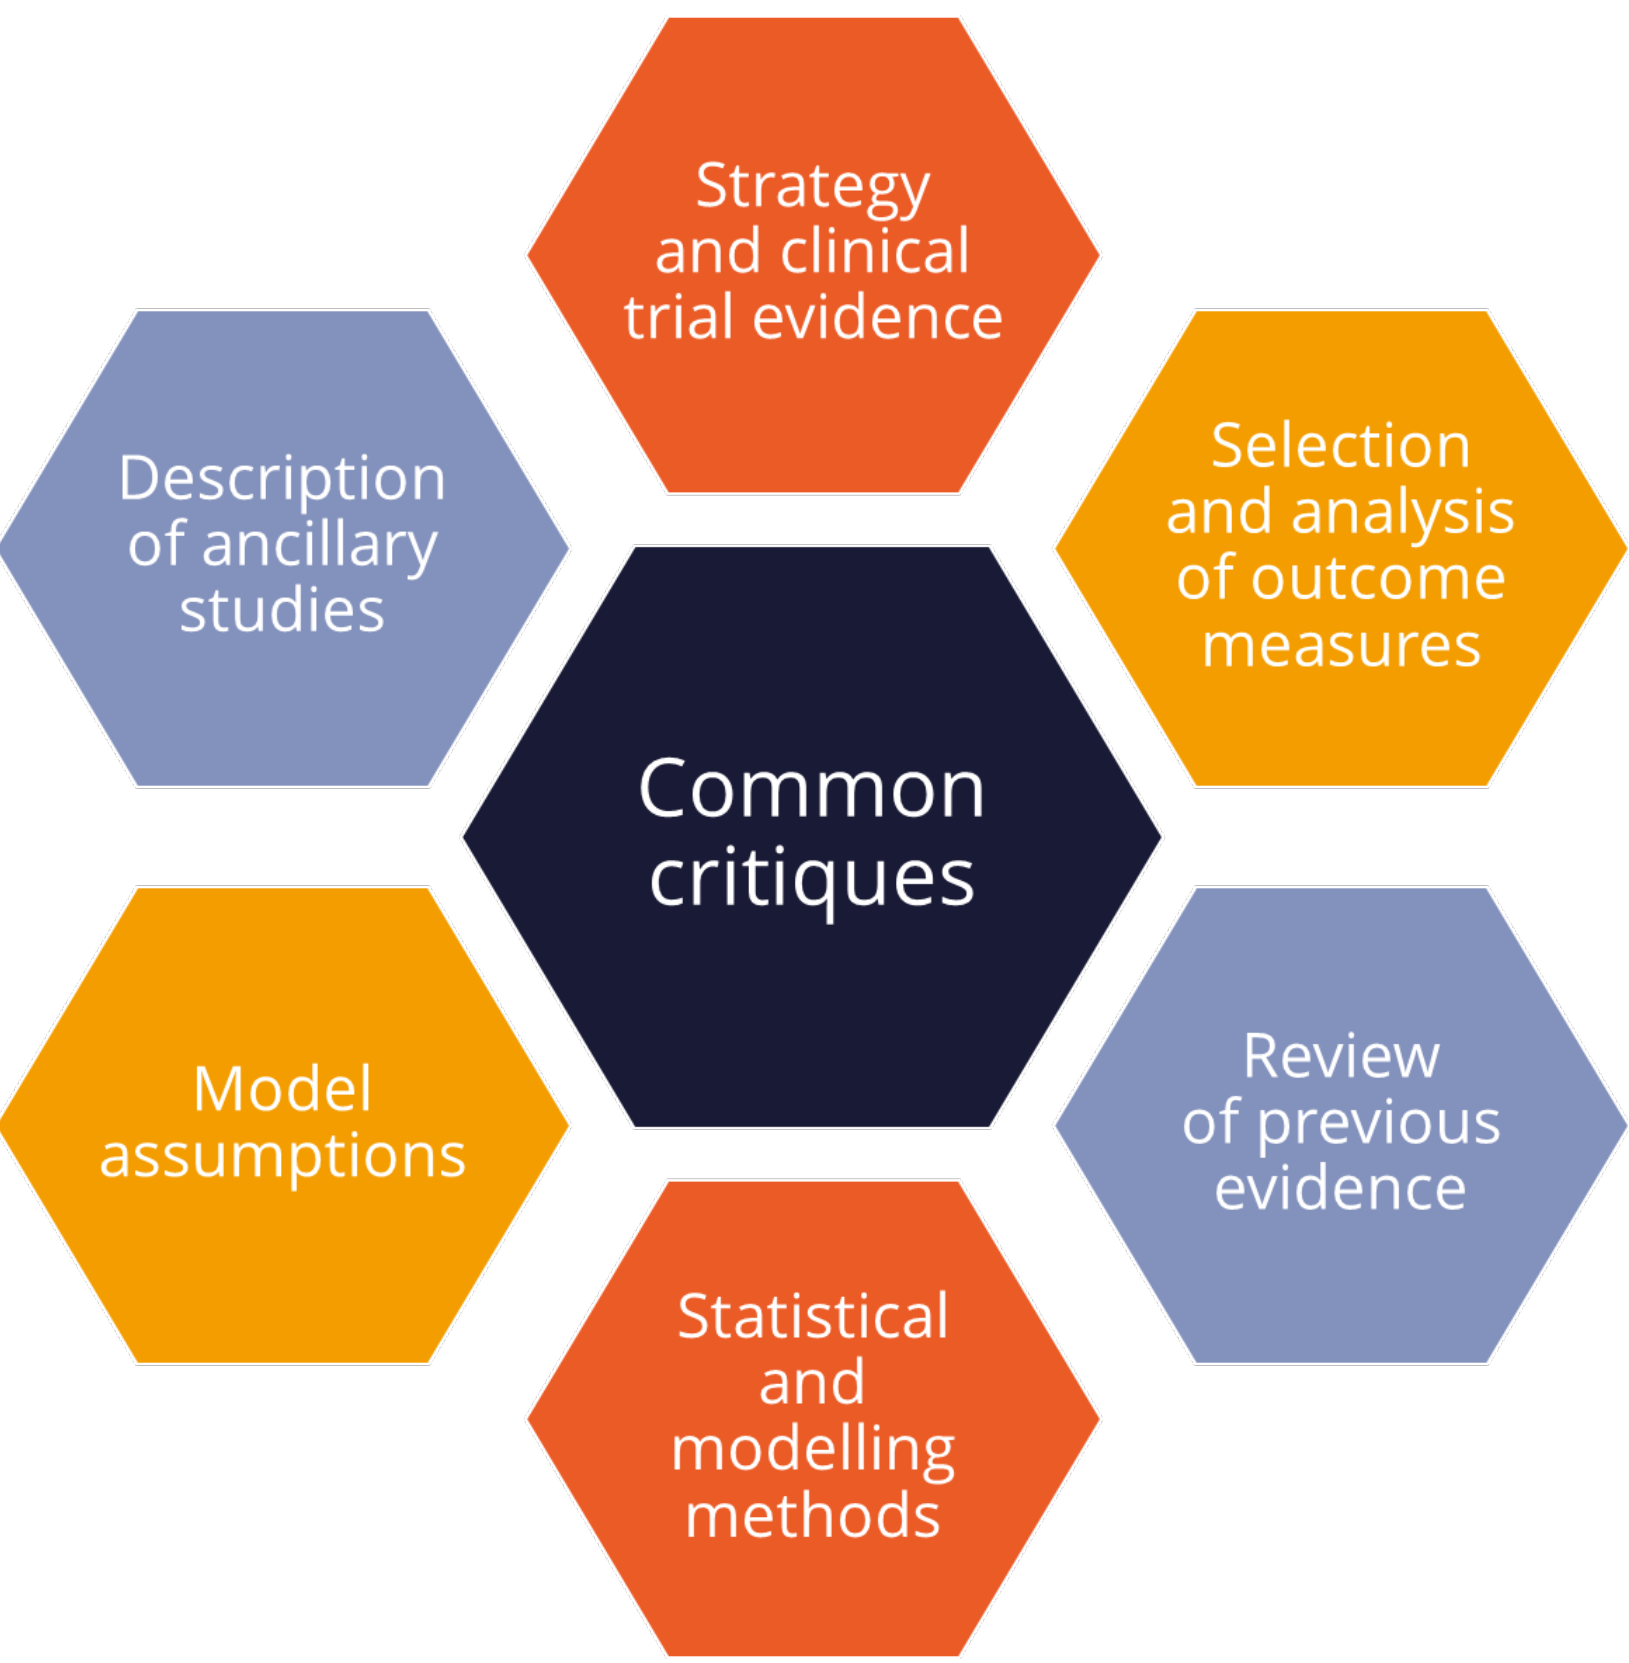 Strategy
and clinical
trial evidence
Selection
and analysis
of outcome
measures
Description
of ancillary
studies
Common
critiques
Review
of previous
evidence
Model
assumptions
Statistical
and
modelling
methods